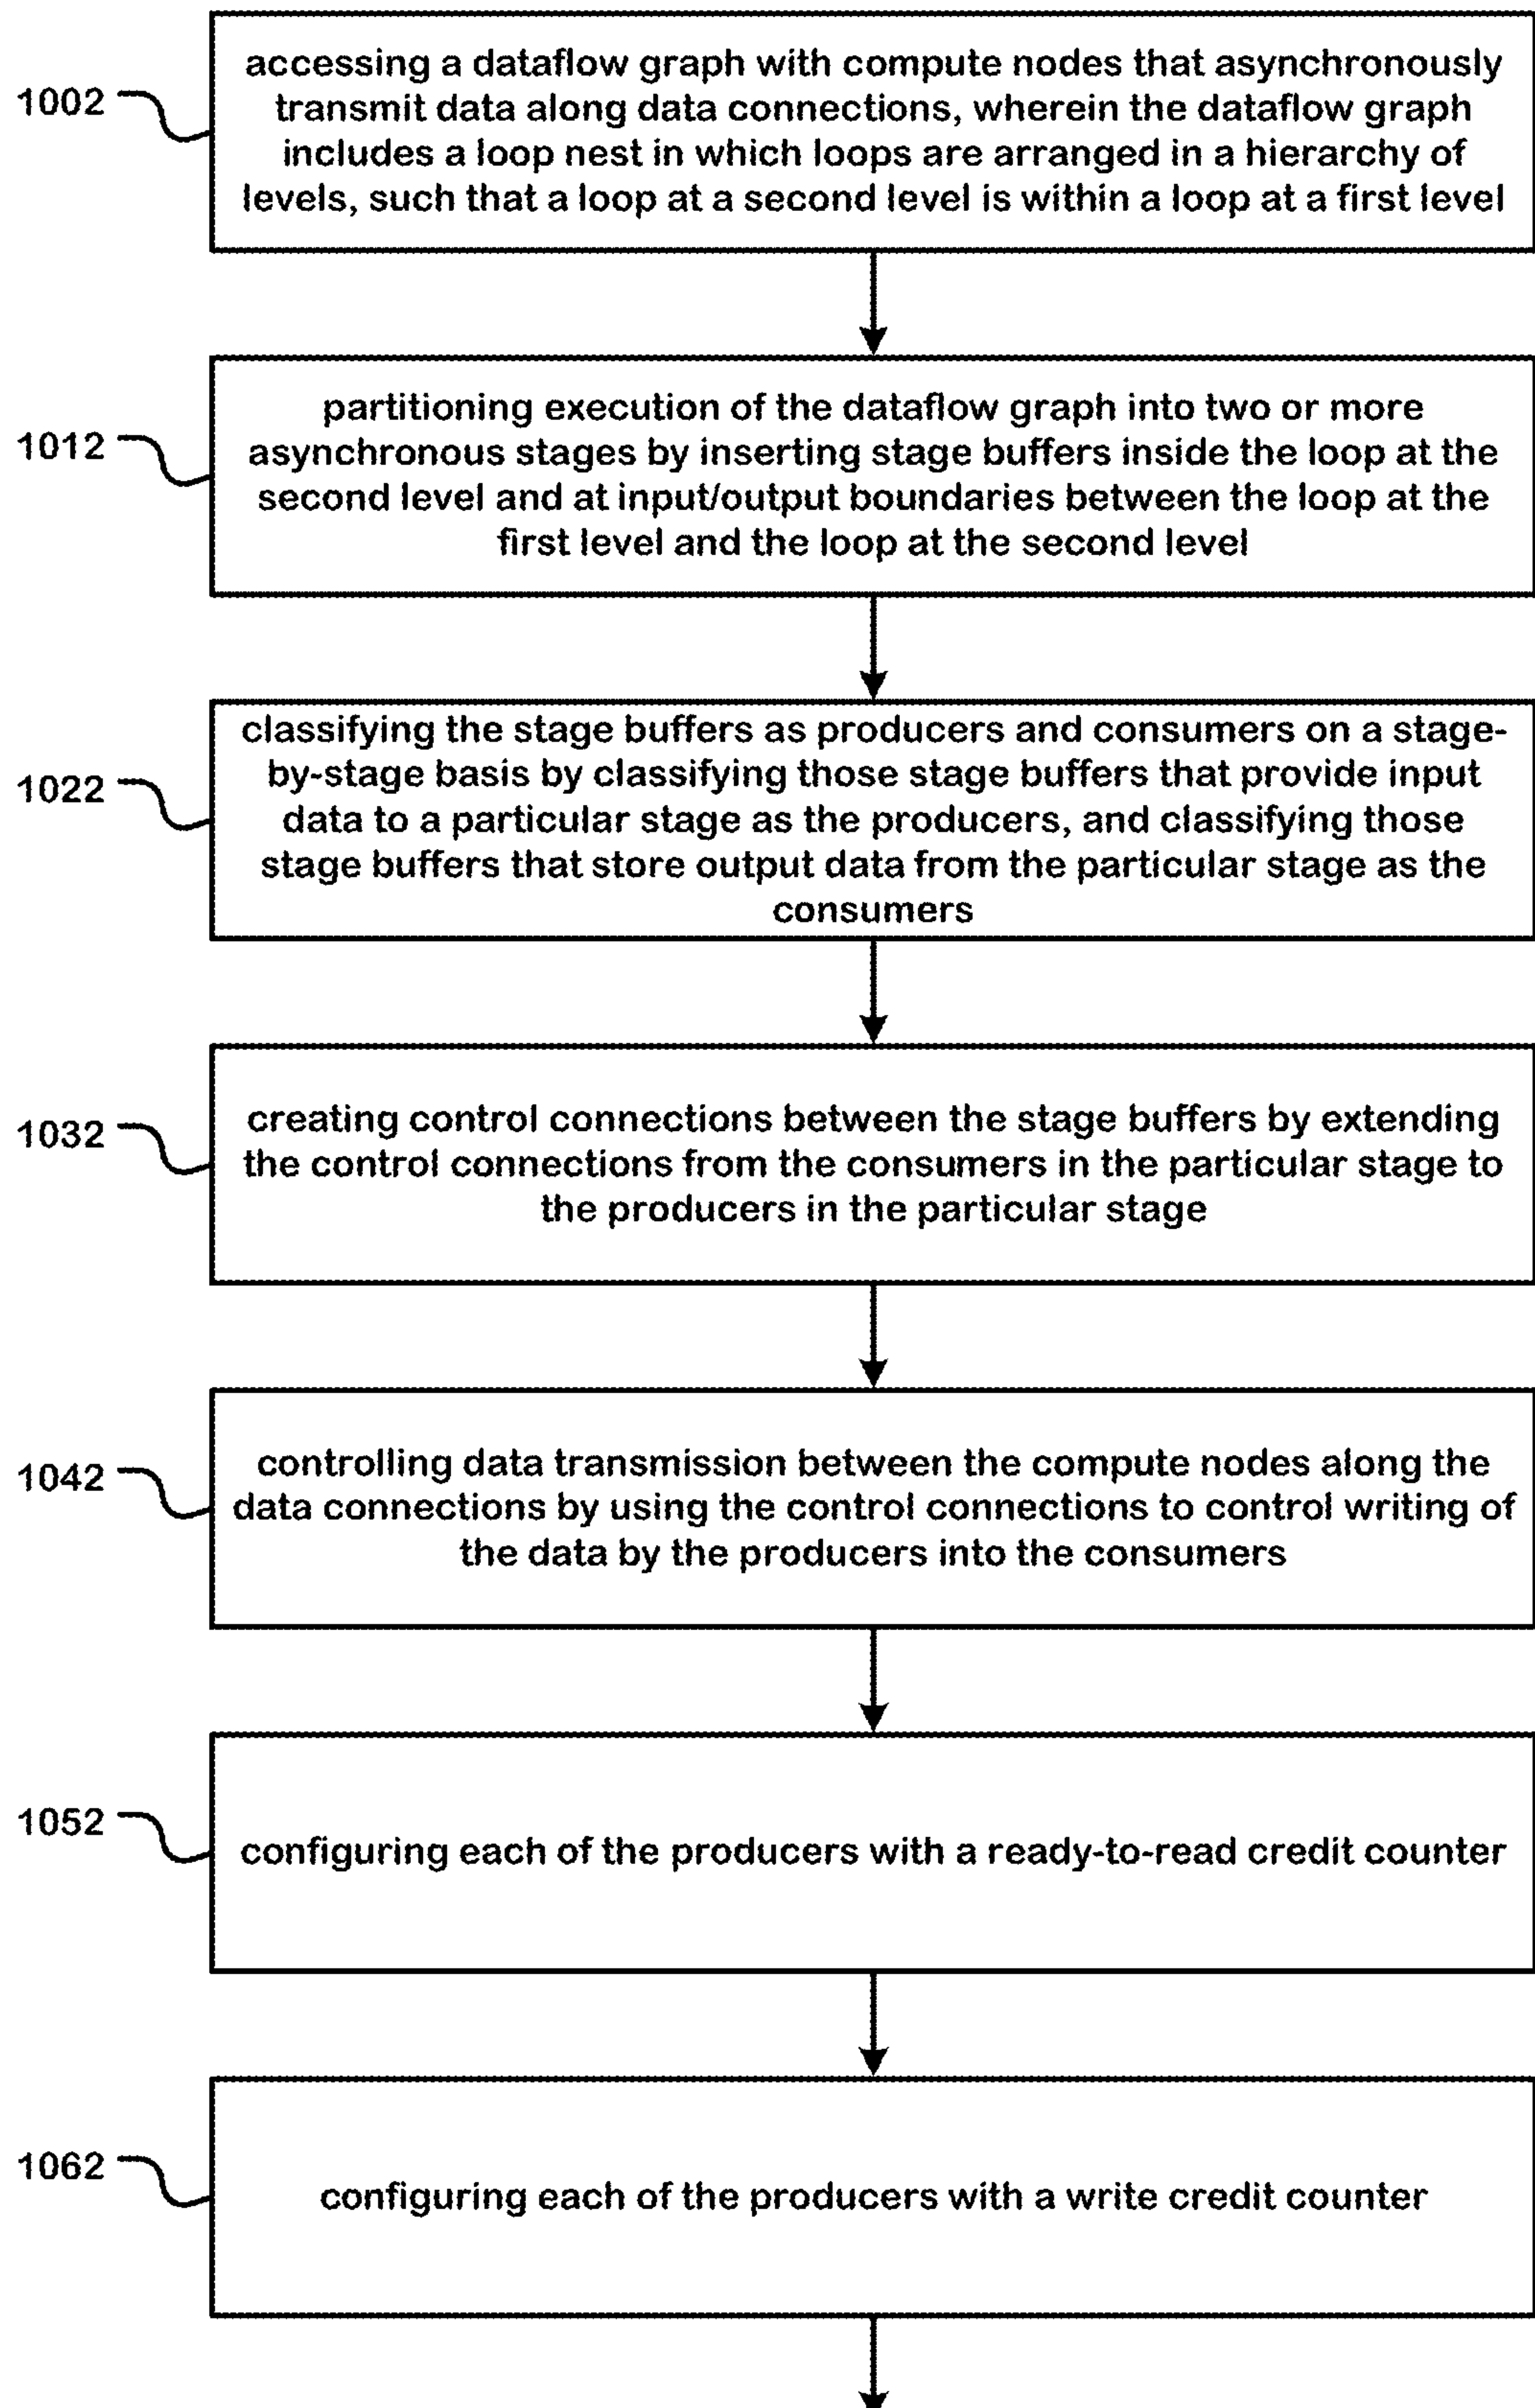 accessing a dataflow graph with compute nodes that asynchronously
1002
transmit data along data connections, wherein the dataflow graph
includes a loop nest in which loops are arranged in a hierarchy of
levels, such that a loop at a second level is within a loop at a first level
partitioning execution of the dataflow graph into two or more
1012
asynchronous stages by inserting stage buffers inside the loop at the
second level and at input/output boundaries between the loop at the
first level and the loop at the second level
classifying the stage buffers as producers and consumers on a stage-
1022
by-stage basis by classifying those stage buffers that provide input
data to a particular stage as the producers, and classifying those
stage buffers that store output data from the particular stage as the
consumers
creating control connections between the stage buffers by extending
1032
the control connections from the consumers in the particular stage to
the producers in the particular stage
controlling data transmission between the compute nodes along the
1042
data connections by using the control connections to control writing of
the data by the producers into the consumers
1052
configuring each of the producers with a ready-to-read credit counter
1062
configuring each of the producers with a write credit counter